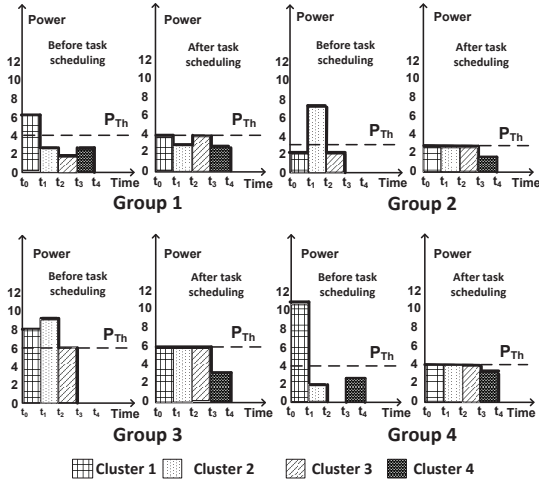 Power
Before task
scheduling
12
10
8
6
4
2
0
P_Th
t₀ t₁ t₂ t₃ t₄ Time
Power
After task
scheduling
12
10
8
6
4
2
0
P_Th
t₀ t₁ t₂ t₃ t₄ Time
Group 1
Power
Before task
scheduling
12
10
8
6
4
2
0
P_Th
t₀ t₁ t₂ t₃ t₄ Time
Power
After task
scheduling
12
10
8
6
4
2
0
P_Th
t₀ t₁ t₂ t₃ t₄ Time
Group 2
Power
Before task
scheduling
12
10
8
6
4
2
0
P_Th
t₀ t₁ t₂ t₃ t₄ Time
Power
After task
scheduling
12
10
8
6
4
2
0
P_Th
t₀ t₁ t₂ t₃ t₄ Time
Group 3
Power
Before task
scheduling
12
10
8
6
4
2
0
P_Th
t₀ t₁ t₂ t₃ t₄ Time
Power
After task
scheduling
12
10
8
6
4
2
0
P_Th
t₀ t₁ t₂ t₃ t₄ Time
Group 4
Cluster 1 Cluster 2 Cluster 3 Cluster 4